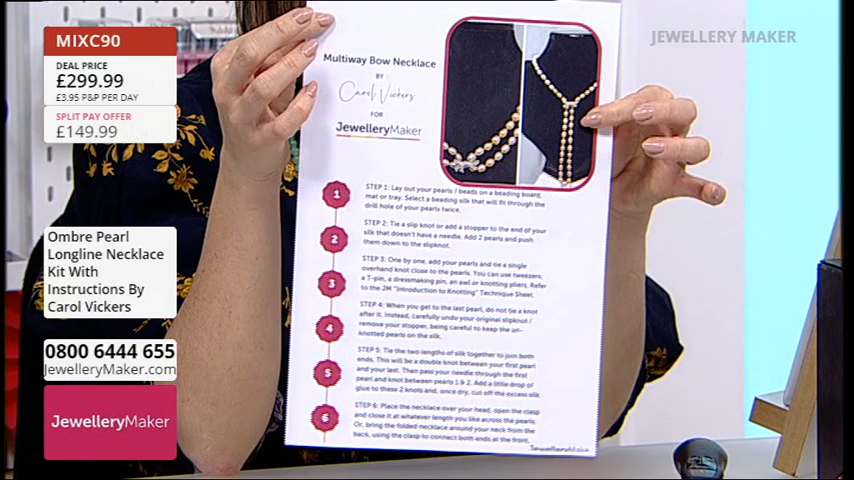 MIXC90
DEAL PRICE
£299.99
£3.95 P&P PER DAY
SPLIT PAY OFFER
£149.99
Ombre Pearl
Longline Necklace
Kit With
Instructions By
Carol Vickers
0800 6444 655
JewelleryMaker.com
JewelleryMaker
JEWELLERY MAKER
Multiway Bow Necklace
BY
Carol Vickers
FOR
JewelleryMaker
1
STEP 1: Lay out your pearls / beads on a beading board,
mat or tray. Select a beading silk that will fit through the
drill hole of your pearls twice.
2
STEP 2: Tie a slip knot or add a stopper to the end of your
silk that doesn't have a needle. Add 2 pearls and push
them down to the slipknot.
3
STEP 3: One by one, add your pearls and tie a single
overhand knot close to the pearls. You can use tweezers,
a T-pin, a dressmaking pin, an awl or knotting pliers. Refer
to the JM "Introduction to Knotting" Technique Sheet.
4
STEP 4: When you get to the last pearl, do not tie a knot
after it. Instead, carefully undo your original slipknot /
remove your stopper, being careful to keep the un-
knotted pearls on the silk.
5
STEP 5: Tie the two lengths of silk together to join both
ends. This will be a double knot between your first pearl
and your last. Then pass your needle through the first
pearl and knot between pearls 1 & 2. Add a little drop of
glue to these 2 knots and, once dry, cut off the excess silk.
6
STEP 6: Place the necklace over your head, open the clasp
and close it at whatever length you like across the pearls.
Or, bring the folded necklace around your neck from the
back, using the clasp to connect both ends at the front.
JewelleryMaker